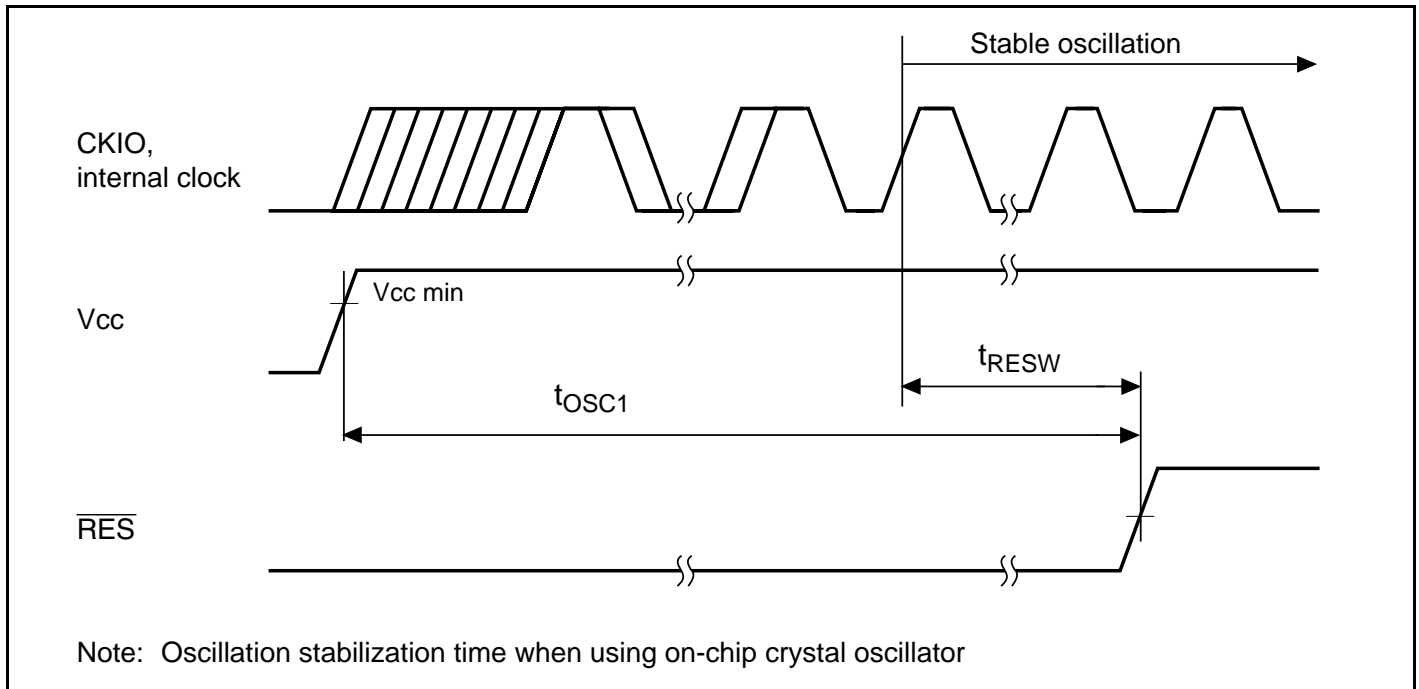 Stable oscillation
CKIO,
internal clock
Vcc min
Vcc
tRESW
tOSC1
RES
Note: Oscillation stabilization time when using on-chip crystal oscillator